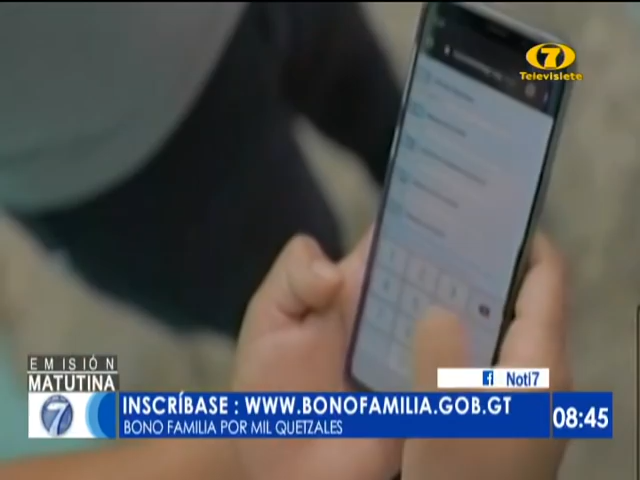 7
Televisiete
EMISIÓN
MATUTINA
Noti7
7
INSCRÍBASE : WWW.BONOFAMILIA.GOB.GT
BONO FAMILIA POR MIL QUETZALES
08:45